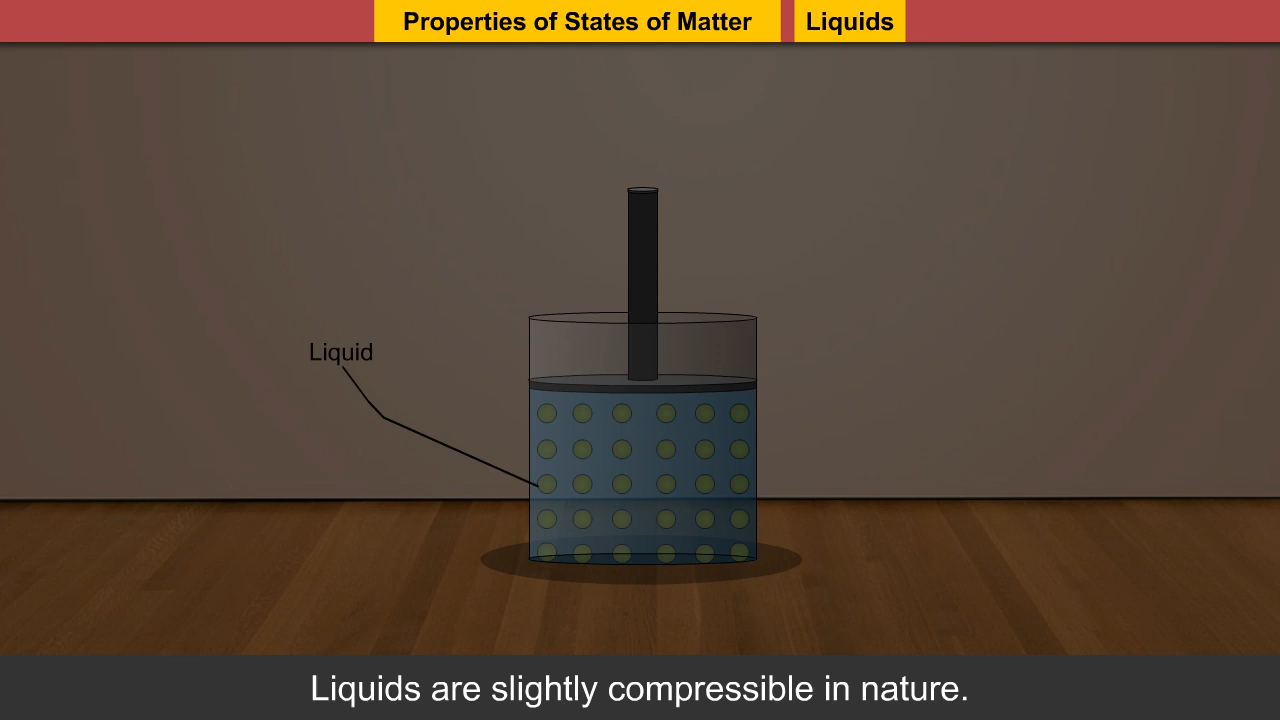 Properties of States of Matter
Liquids
Liquid
Liquids are slightly compressible in nature.